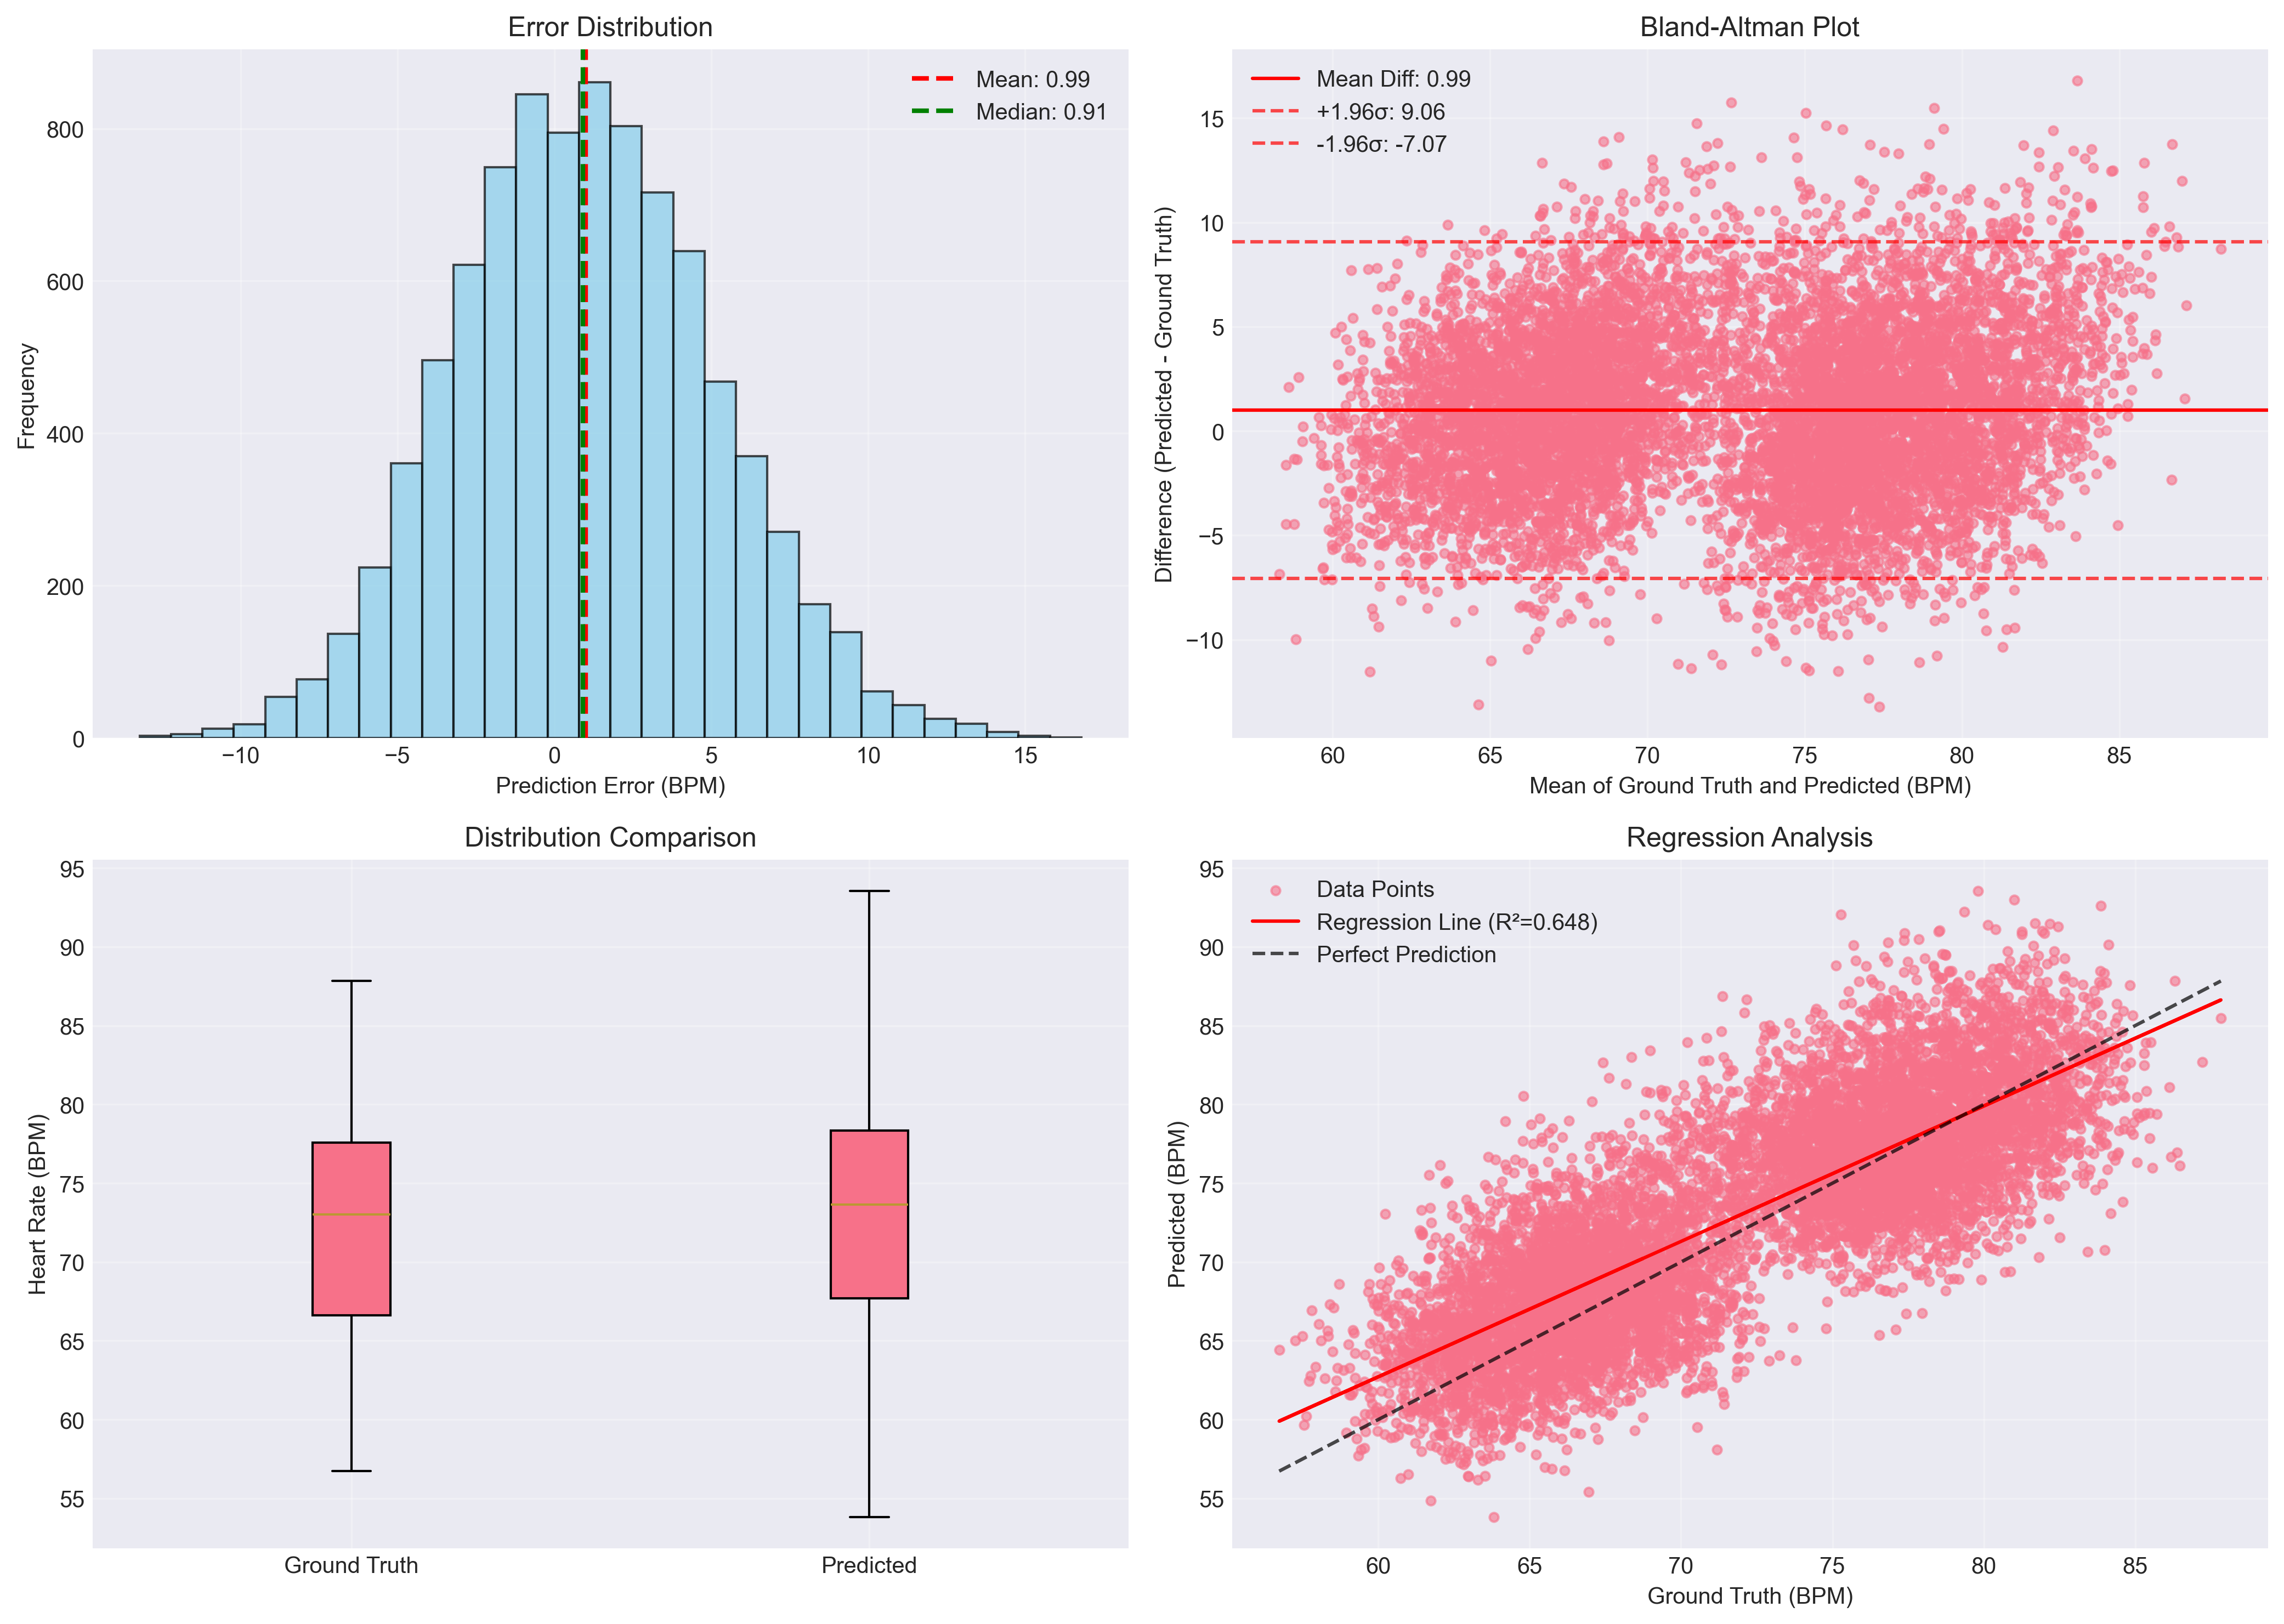 Error Distribution
Mean: 0.99
Median: 0.91
800
600
400
200
0
Frequency
−10
−5
0
5
10
15
Prediction Error (BPM)
Bland-Altman Plot
Mean Diff: 0.99
+1.96σ: 9.06
-1.96σ: -7.07
15
10
5
0
−5
−10
Difference (Predicted - Ground Truth)
60
65
70
75
80
85
Mean of Ground Truth and Predicted (BPM)
Distribution Comparison
95
90
85
80
75
70
65
60
55
Heart Rate (BPM)
Ground Truth
Predicted
Regression Analysis
Data Points
Regression Line (R²=0.648)
Perfect Prediction
95
90
85
80
75
70
65
60
55
Predicted (BPM)
60
65
70
75
80
85
Ground Truth (BPM)